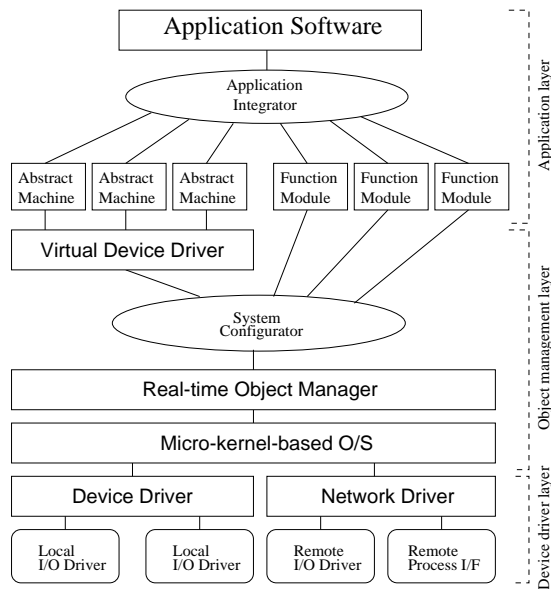 Application Software
Application
Integrator
Abstract
Machine
Abstract
Machine
Abstract
Machine
Function
Module
Function
Module
Function
Module
Virtual Device Driver
System
Configurator
Real-time Object Manager
Micro-kernel-based O/S
Device Driver
Network Driver
Local
I/O Driver
Local
I/O Driver
Remote
I/O Driver
Remote
Process I/F
Application layer
Object management layer
Device driver layer